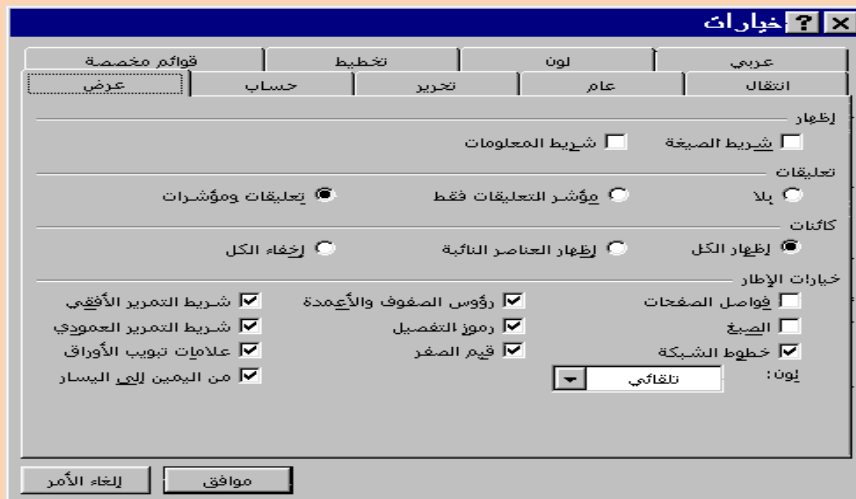 خيارات
عربي لون تخطيط قوائم مخصصة
انتقال عام تحرير حساب عرض
إظهار
شريط الصيغة شريط المعلومات
تعليقات
بلا مؤشر التعليقات فقط تعليقات ومؤشرات
كائنات
إظهار الكل إظهار العناصر النائبة إخفاء الكل
خيارات الإطار
فواصل الصفحات رؤوس الصفوف والأعمدة شريط التمرير الأفقي
الصيغ رموز التفصيل شريط التمرير العمودي
خطوط الشبكة قيم الصفر علامات تبويب الأوراق
لون: تلقائي من اليمين إلى اليسار
موافق إلغاء الأمر